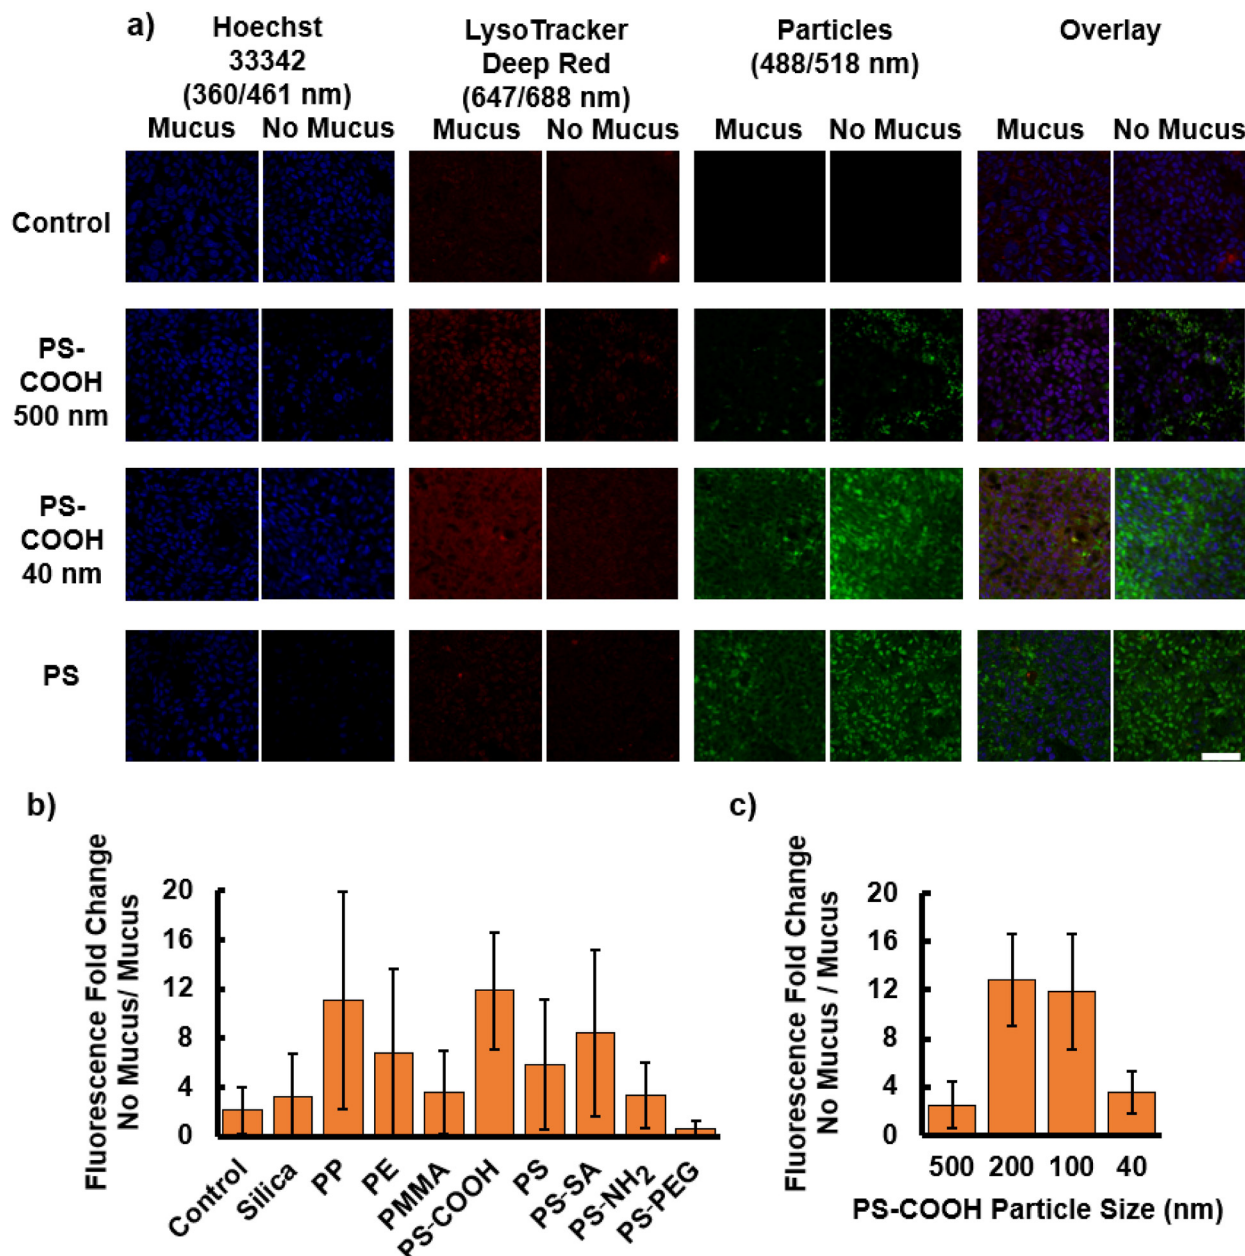 a)
Hoechst
33342
(360/461 nm)
LysoTracker
Deep Red
(647/688 nm)
Particles
(488/518 nm)
Overlay
Mucus No Mucus Mucus No Mucus Mucus No Mucus Mucus No Mucus
Control
PS-
COOH
500 nm
PS-
COOH
40 nm
PS
b)
Fluorescence Fold Change
No Mucus/ Mucus
20
16
12
8
4
0
Control
Silica
PP
PE
PMMA
PS-COOH
PS
PS-SA
PS-NH2
PS-PEG
c)
Fluorescence Fold Change
No Mucus / Mucus
20
16
12
8
4
0
500 200 100 40
PS-COOH Particle Size (nm)